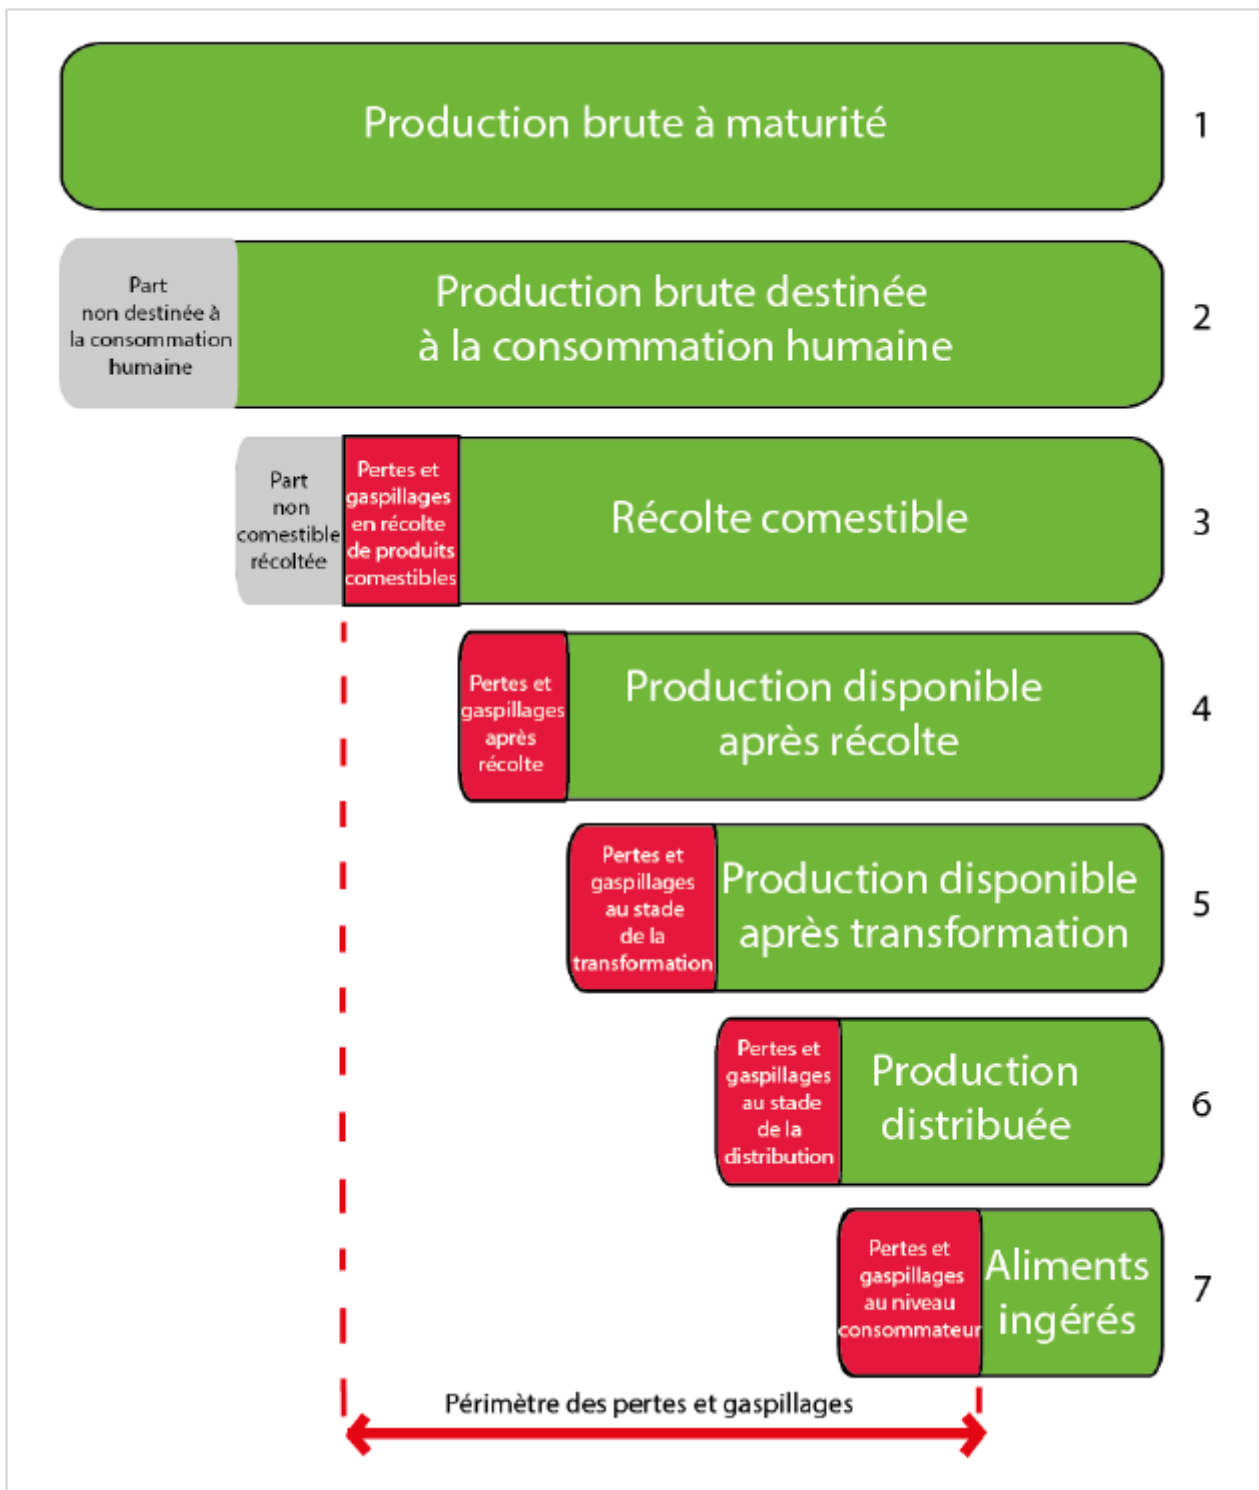 Production brute à maturité
1
Part
non destinée à
la consommation
humaine
Production brute destinée
à la consommation humaine
2
Part
non
comestible
récoltée
Pertes et
gaspillages
en récolte
de produits
comestibles
Récolte comestible
3
Pertes et
gaspillages
après
récolte
Production disponible
après récolte
4
Pertes et
gaspillages
au stade
de la
transformation
Production disponible
après transformation
5
Pertes et
gaspillages
au stade
de la
distribution
Production
distribuée
6
Pertes et
gaspillages
au niveau
consommateur
Aliments
ingérés
7
Périmètre des pertes et gaspillages